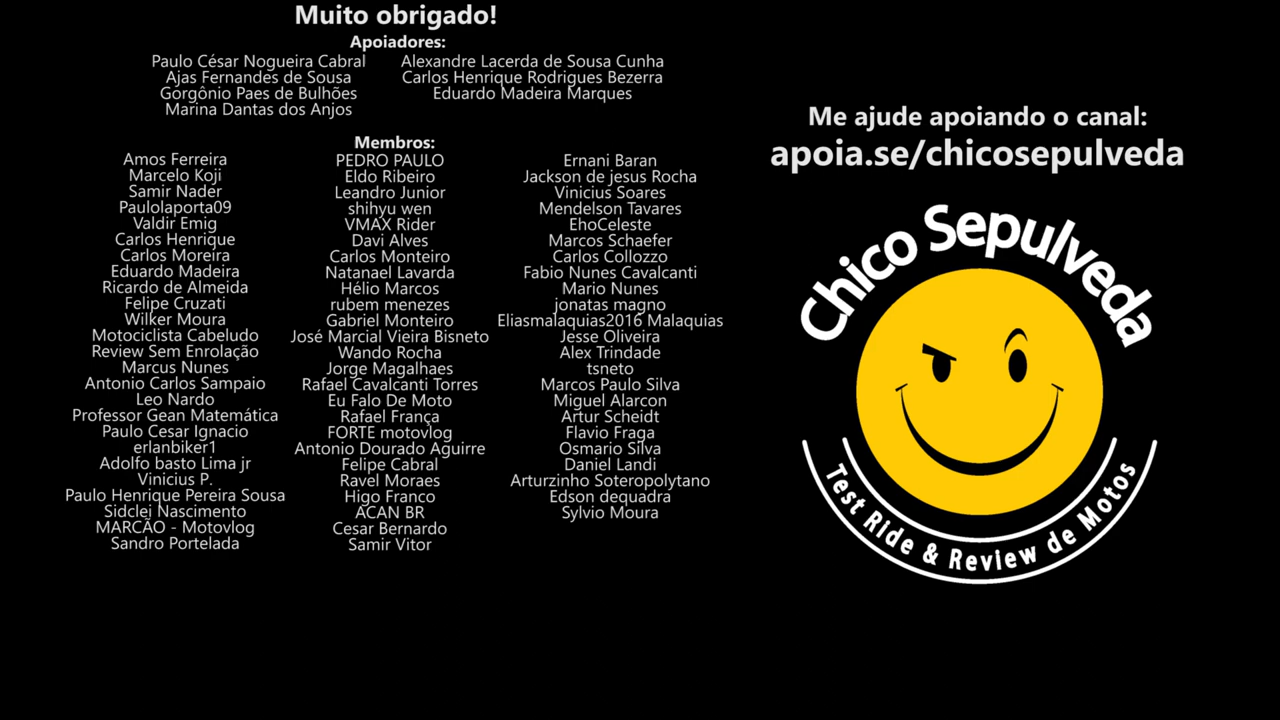 Muito obrigado!
Apoiadores:
Paulo César Nogueira Cabral
Ajas Fernandes de Sousa
Gorgônio Paes de Bulhões
Marina Dantas dos Anjos
Alexandre Lacerda de Sousa Cunha
Carlos Henrique Rodrigues Bezerra
Eduardo Madeira Marques
Membros:
Amos Ferreira
Marcelo Koji
Samir Nader
Paulolaporta09
Valdir Emig
Carlos Henrique
Carlos Moreira
Eduardo Madeira
Ricardo de Almeida
Felipe Cruzati
Wilker Moura
Motociclista Cabeludo
Review Sem Enrolação
Marcus Nunes
Antonio Carlos Sampaio
Leo Nardo
Professor Gean Matemática
Paulo Cesar Ignacio
erlanbiker1
Adolfo basto Lima jr
Vinicius P.
Paulo Henrique Pereira Sousa
Sidclei Nascimento
MARCÃO - Motovlog
Sandro Portelada
PEDRO PAULO
Eldo Ribeiro
Leandro Junior
shihyu wen
VMAX Rider
Davi Alves
Carlos Monteiro
Natanael Lavarda
Hélio Marcos
rubem menezes
Gabriel Monteiro
José Marcial Vieira Bisneto
Wando Rocha
Jorge Magalhaes
Rafael Cavalcanti Torres
Eu Falo De Moto
Rafael França
FORTE motovlog
Antonio Dourado Aguirre
Felipe Cabral
Ravel Moraes
Higo Franco
ACAN BR
Cesar Bernardo
Samir Vitor
Ernani Baran
Jackson de jesus Rocha
Vinicius Soares
Mendelson Tavares
EhoCeleste
Marcos Schaefer
Carlos Collozzo
Fabio Nunes Cavalcanti
Mario Nunes
jonatas magno
Eliasmalaquias2016 Malaquias
Jesse Oliveira
Alex Trindade
tsneto
Marcos Paulo Silva
Miguel Alarcon
Artur Scheidt
Flavio Fraga
Osmario Silva
Daniel Landi
Arturzinho Soteropolytano
Edson dequadra
Sylvio Moura
Me ajude apoiando o canal:
apoia.se/chicosepulveda
Chico Sepulveda
Test Ride & Review de Motos